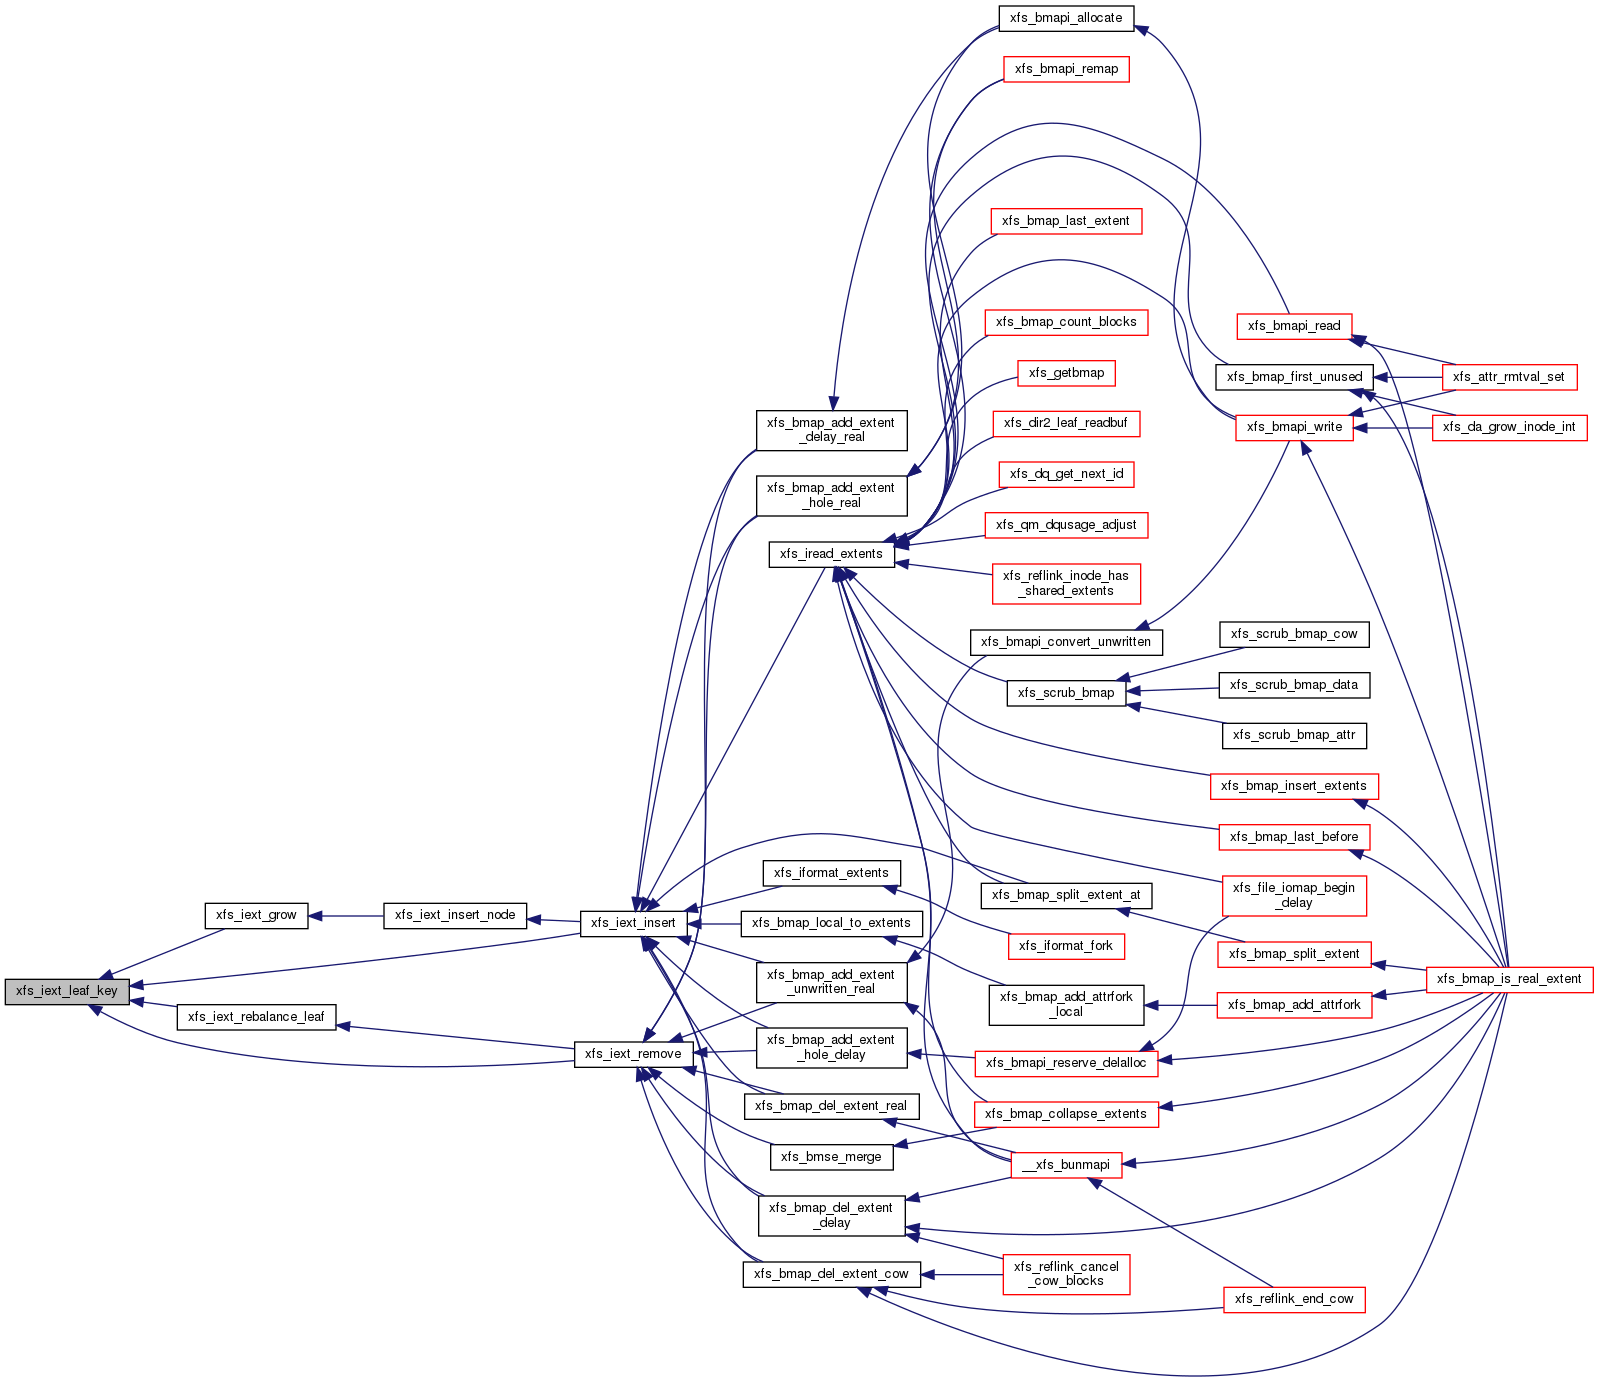 xfs_bmapi_allocate
xfs_bmapi_remap
xfs_bmap_last_extent
xfs_bmap_count_blocks
xfs_bmapi_read
xfs_getbmap
xfs_bmap_first_unused
xfs_attr_rmtval_set
xfs_bmap_add_extent
_delay_real
xfs_dir2_leaf_readbuf
xfs_bmapi_write
xfs_da_grow_inode_int
xfs_dq_get_next_id
xfs_bmap_add_extent
_hole_real
xfs_qm_dqusage_adjust
xfs_iread_extents
xfs_reflink_inode_has
_shared_extents
xfs_bmapi_convert_unwritten
xfs_scrub_bmap_cow
xfs_scrub_bmap
xfs_scrub_bmap_data
xfs_scrub_bmap_attr
xfs_bmap_insert_extents
xfs_bmap_last_before
xfs_iformat_extents
xfs_bmap_split_extent_at
xfs_file_iomap_begin
_delay
xfs_iext_grow
xfs_iext_insert_node
xfs_iext_insert
xfs_bmap_local_to_extents
xfs_iformat_fork
xfs_bmap_split_extent
xfs_bmap_add_extent
_unwritten_real
xfs_bmap_is_real_extent
xfs_iext_leaf_key
xfs_bmap_add_attrfork
_local
xfs_bmap_add_attrfork
xfs_iext_rebalance_leaf
xfs_iext_remove
xfs_bmap_add_extent
_hole_delay
xfs_bmapi_reserve_delalloc
xfs_bmap_del_extent_real
xfs_bmap_collapse_extents
xfs_bmse_merge
__xfs_bunmapi
xfs_bmap_del_extent
_delay
xfs_bmap_del_extent_cow
xfs_reflink_cancel
_cow_blocks
xfs_reflink_end_cow